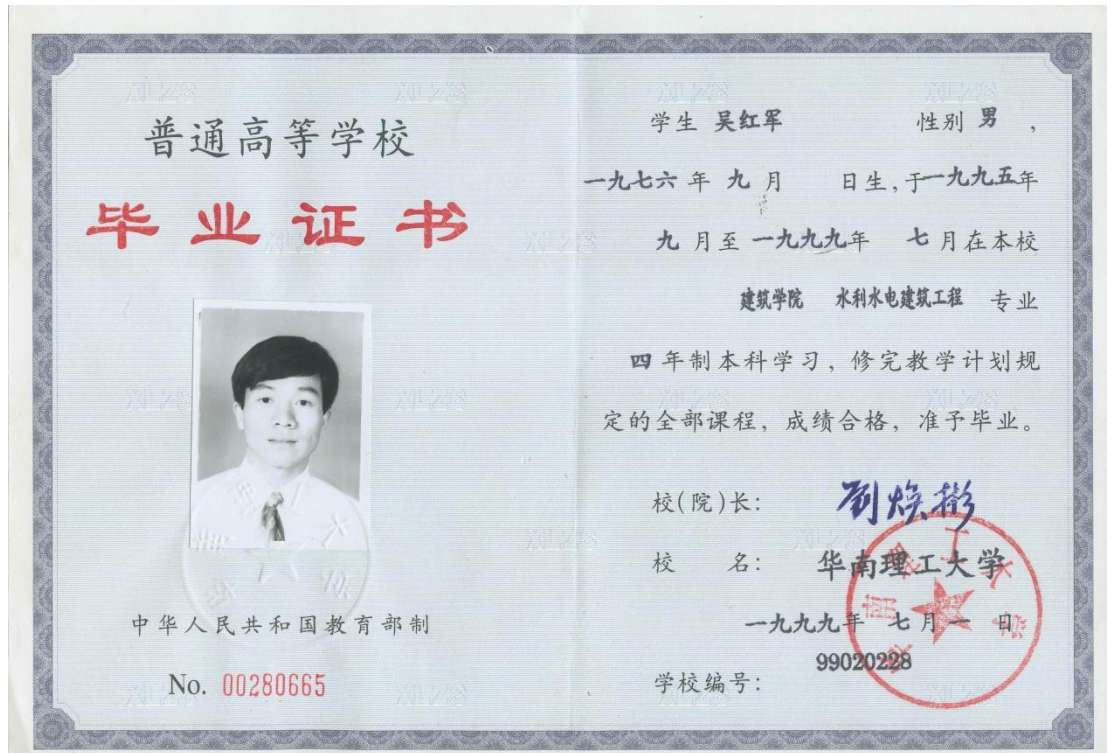 普通高等学校
毕业证书
中华人民共和国教育部制
No. 00280665
学生 吴红军 性别 男 ,
一九七六 年 九 月 日生, 于 一九九五 年
九 月至 一九九九 年 七 月在本校
建筑学院 水利水电建筑工程 专业
四 年制本科学习, 修完教学计划规
定的全部课程, 成绩合格, 准予毕业。
校(院)长: 刘焕彬
校 名: 华南理工大学
一九九九 年 七 月 一 日
99020228
学校编号:
华南理工大学